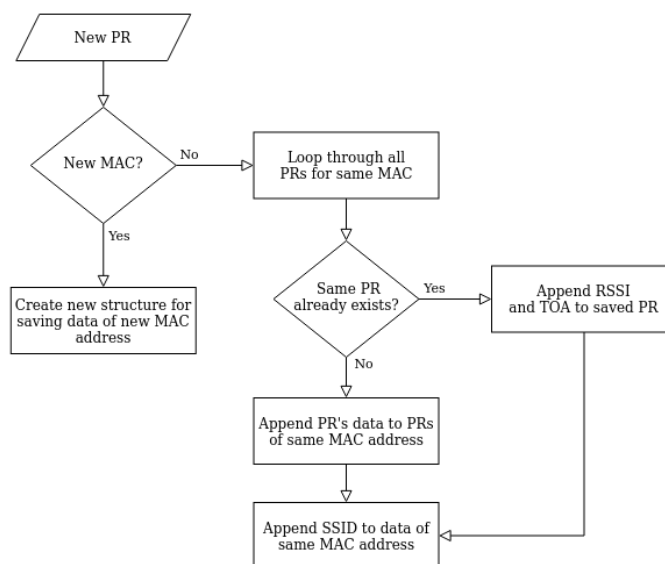 New PR
New MAC?
No
Loop through all
PRs for same MAC
Yes
Create new structure for
saving data of new MAC
address
Same PR
already exists?
Yes
Append RSSI
and TOA to saved PR
No
Append PR's data to PRs
of same MAC address
Append SSID to data of
same MAC address